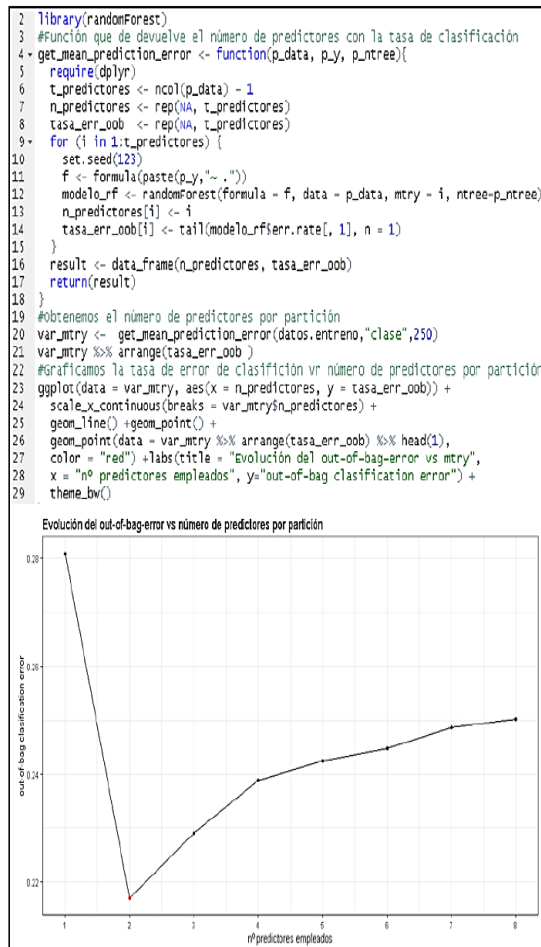 2 library(randomForest)
3 #Función que de devuelve el número de predictores con la tasa de clasificación
4 get_mean_prediction_error <- function(p_data, p_y, p_ntree){
5 require(dplyr)
6 t_predictores <- ncol(p_data) - 1
7 n_predictores <- rep(NA, t_predictores)
8 tasa_err_oob <- rep(NA, t_predictores)
9 for (i in 1:t_predictores) {
10 set.seed(123)
11 f <- formula(paste(p_y,"~ ."))
12 modelo_rf <- randomForest(formula = f, data = p_data, mtry = i, ntree=p_ntree)
13 n_predictores[i] <- i
14 tasa_err_oob[i] <- tail(modelo_rf$err.rate[, 1], n = 1)
15 }
16 result <- data_frame(n_predictores, tasa_err_oob)
17 return(result)
18 }
19 #Obtenemos el número de predictores por partición
20 var_mtry <- get_mean_prediction_error(datos.entreno,"clase",250)
21 var_mtry %>% arrange(tasa_err_oob )
22 #Graficamos la tasa de error de clasifición vr número de predictores por partición
23 ggplot(data = var_mtry, aes(x = n_predictores, y = tasa_err_oob)) +
24 scale_x_continuous(breaks = var_mtry$n_predictores) +
25 geom_line() +geom_point() +
26 geom_point(data = var_mtry %>% arrange(tasa_err_oob) %>% head(1),
27 color = "red") +labs(title = "Evolución del out-of-bag-error vs mtry",
28 x = "nº predictores empleados", y="out-of-bag clasification error") +
29 theme_bw()
Evolución del out-of-bag-error vs número de predictores por partición
out-of-bag clasification error
0.28
0.26
0.24
0.22
1 2 3 4 5 6 7 8
nº predictores empleados